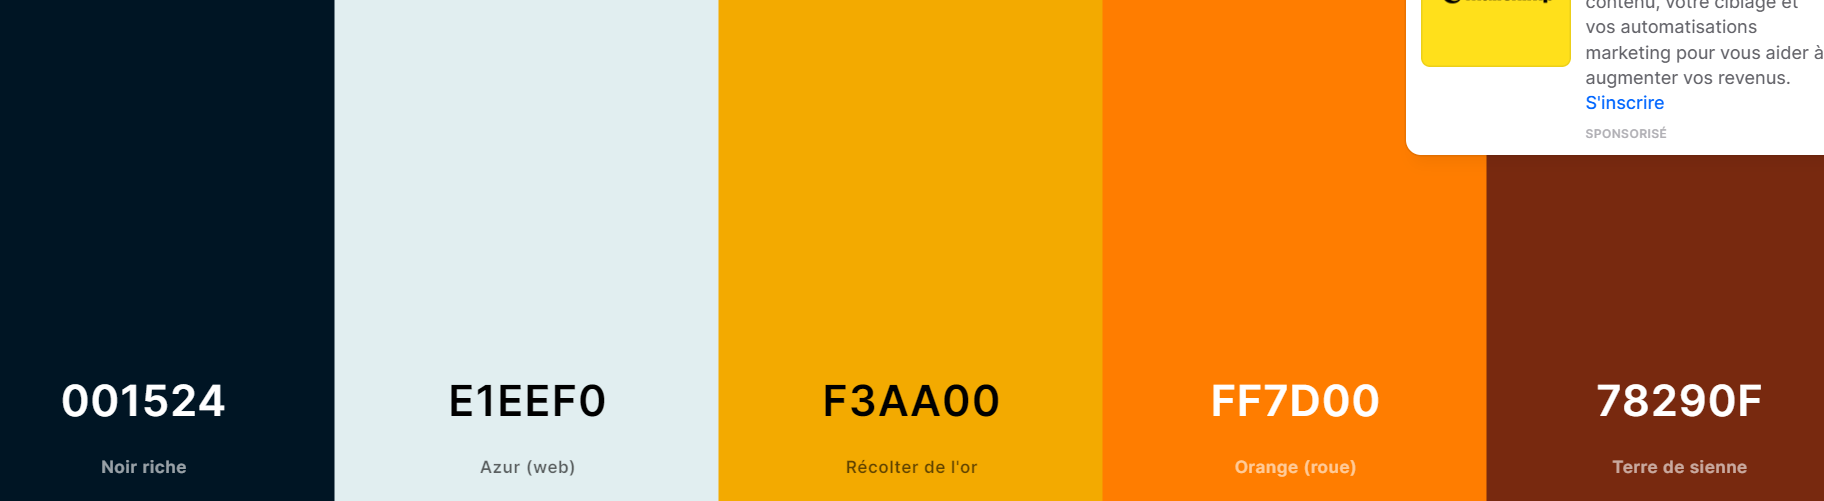 contenu, votre ciblage et
vos automatisations
marketing pour vous aider à
augmenter vos revenus.
S'inscrire
SPONSORISÉ
001524
E1EEF0
F3AA00
FF7D00
78290F
Noir riche
Azur (web)
Récolter de l'or
Orange (roue)
Terre de sienne